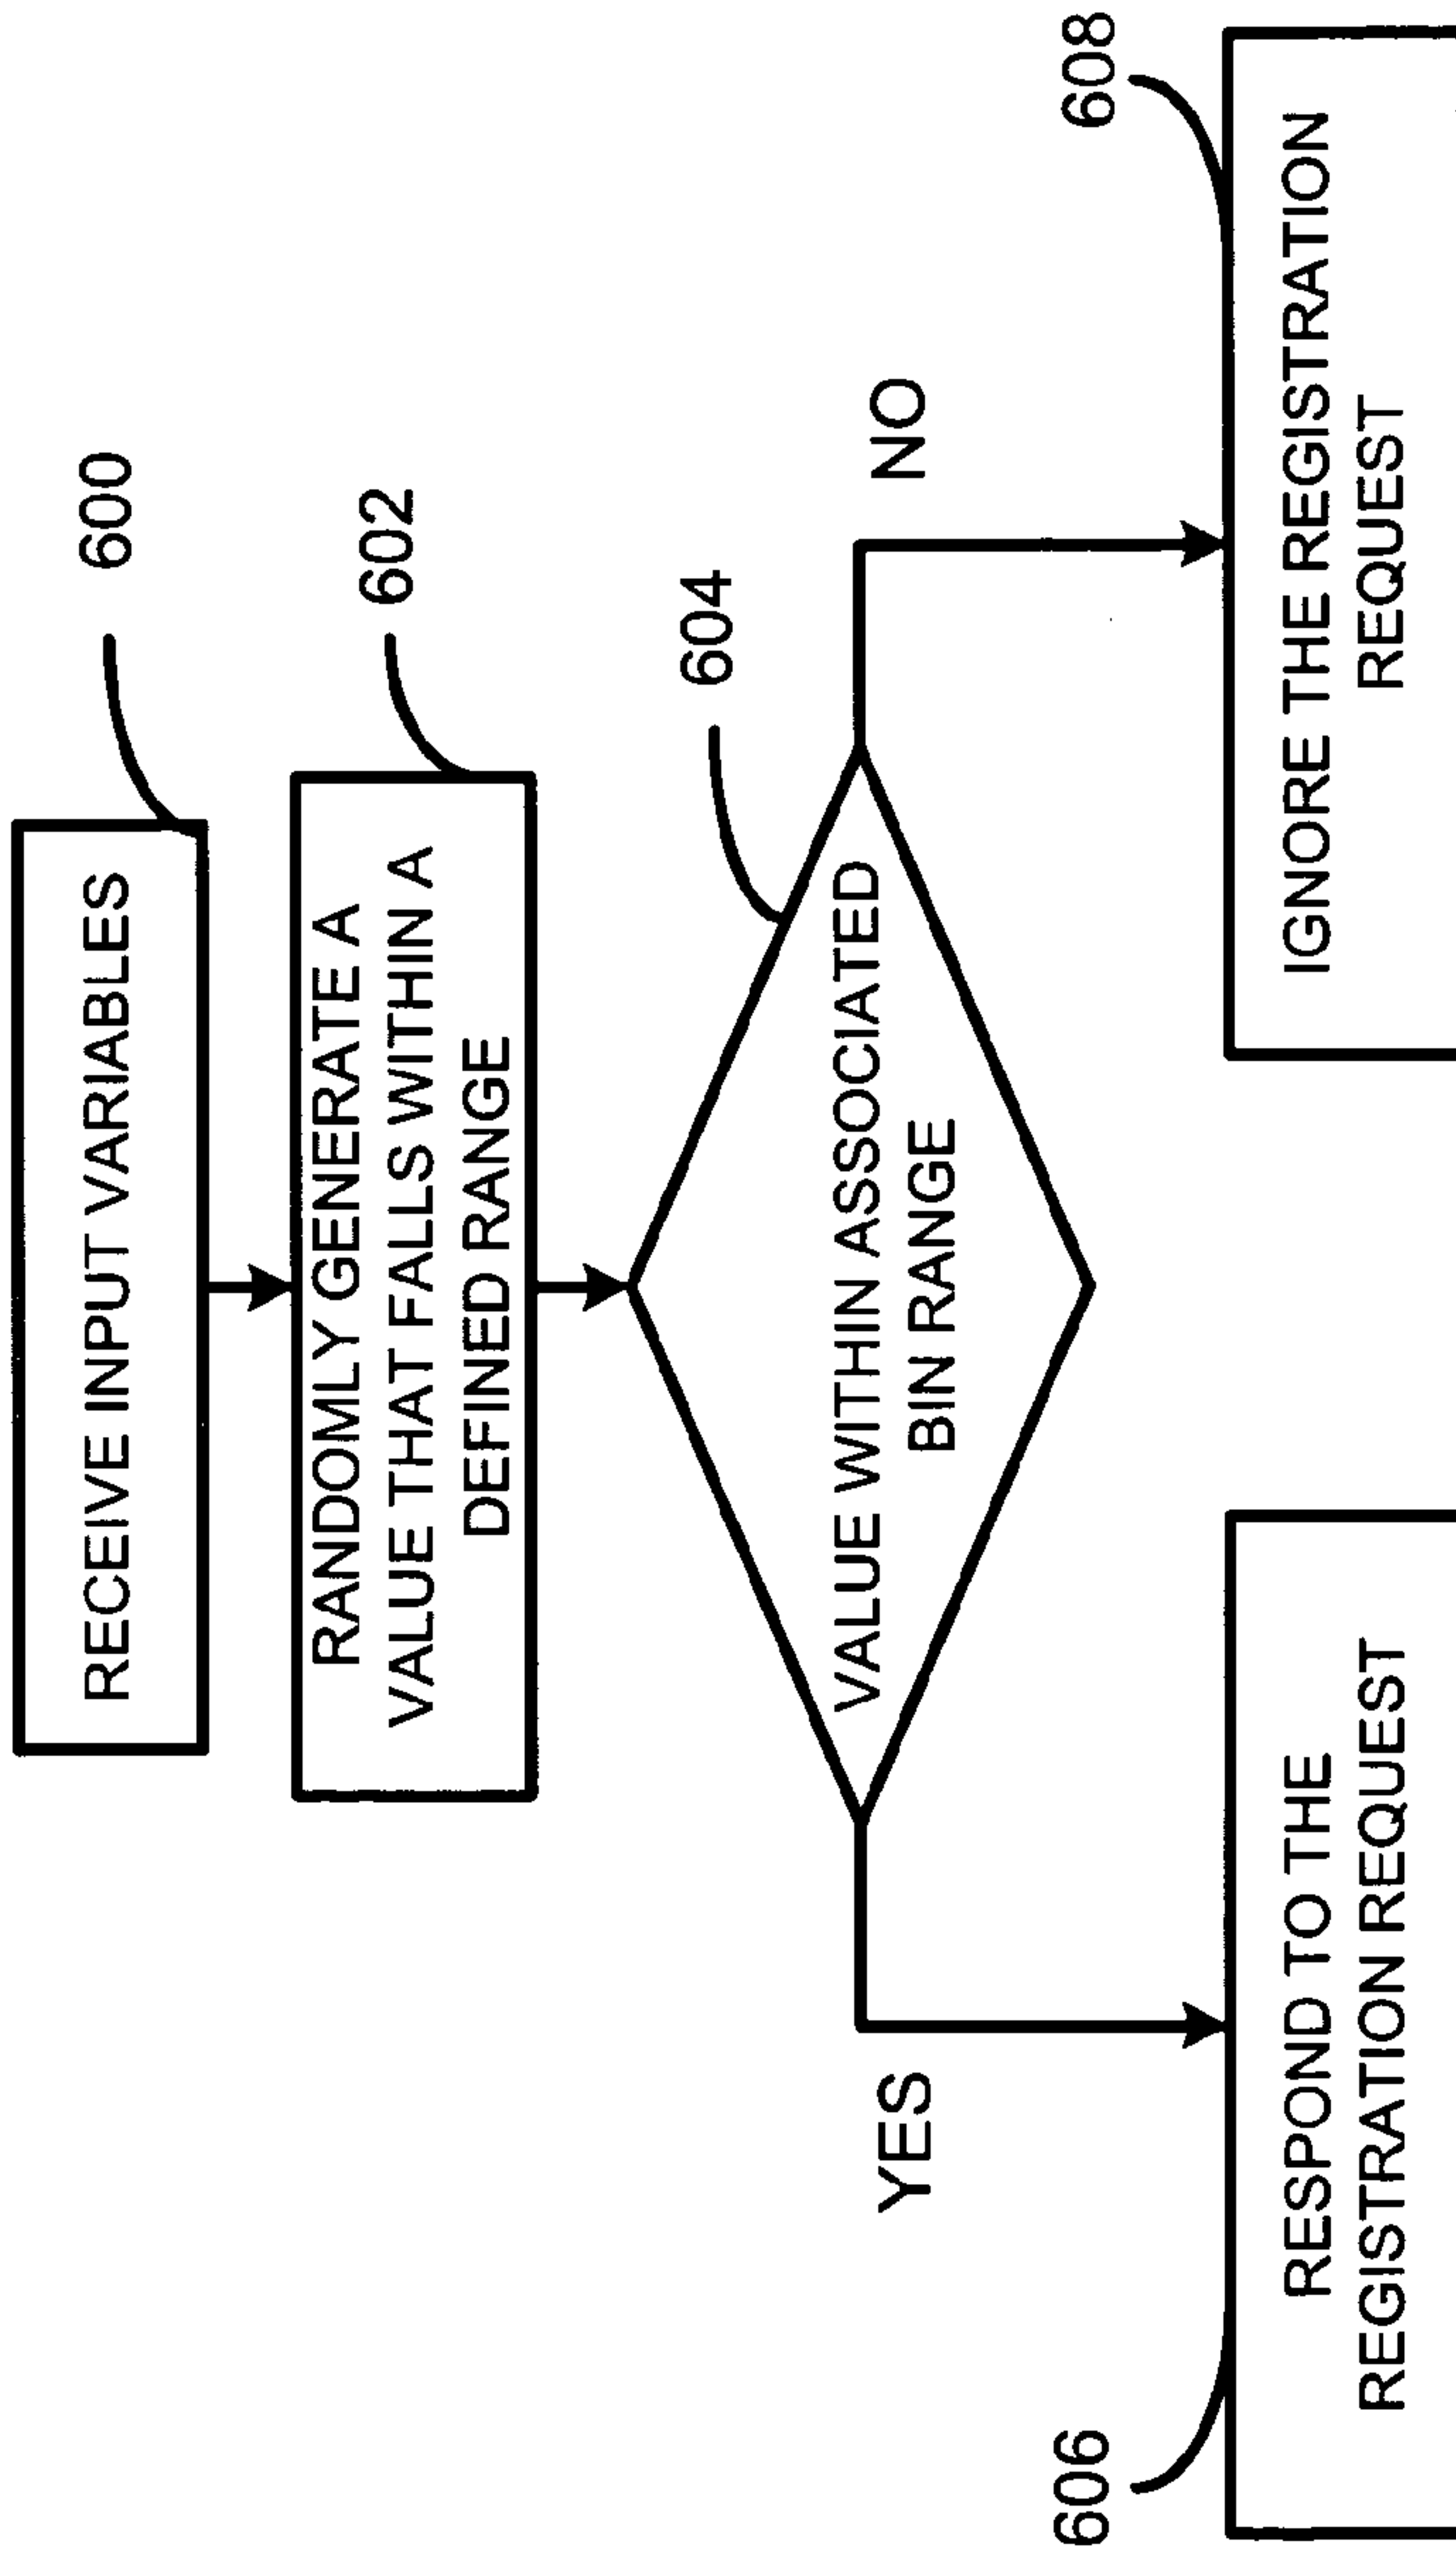 RECEIVE INPUT VARIABLES
600
RANDOMLY GENERATE A
VALUE THAT FALLS WITHIN A
DEFINED RANGE
602
604
VALUE WITHIN ASSOCIATED
BIN RANGE
YES
NO
606
RESPOND TO THE
REGISTRATION REQUEST
608
IGNORE THE REGISTRATION
REQUEST